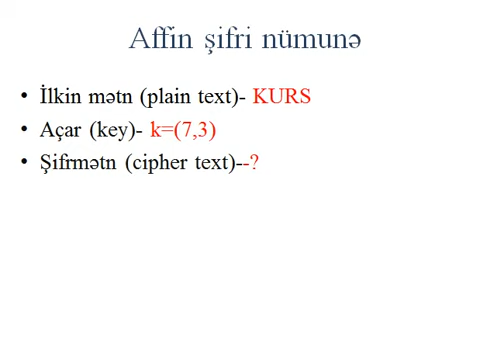 Affin şifri nümunə
• İlkin mətn (plain text)- KURS
• Açar (key)- k=(7,3)
• Şifrmətn (cipher text)--?